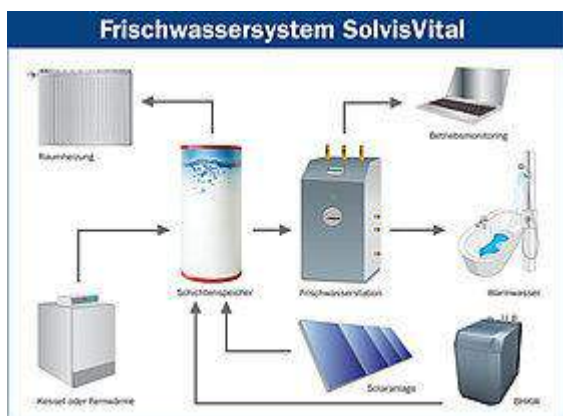 Frischwassersystem SolvisVital
Raumheizung
Betriebsmonitoring
Schichtenspeicher
Frischwasserstation
Warmwasser
Kessel oder Fernwärme
Solaranlage
BHKW